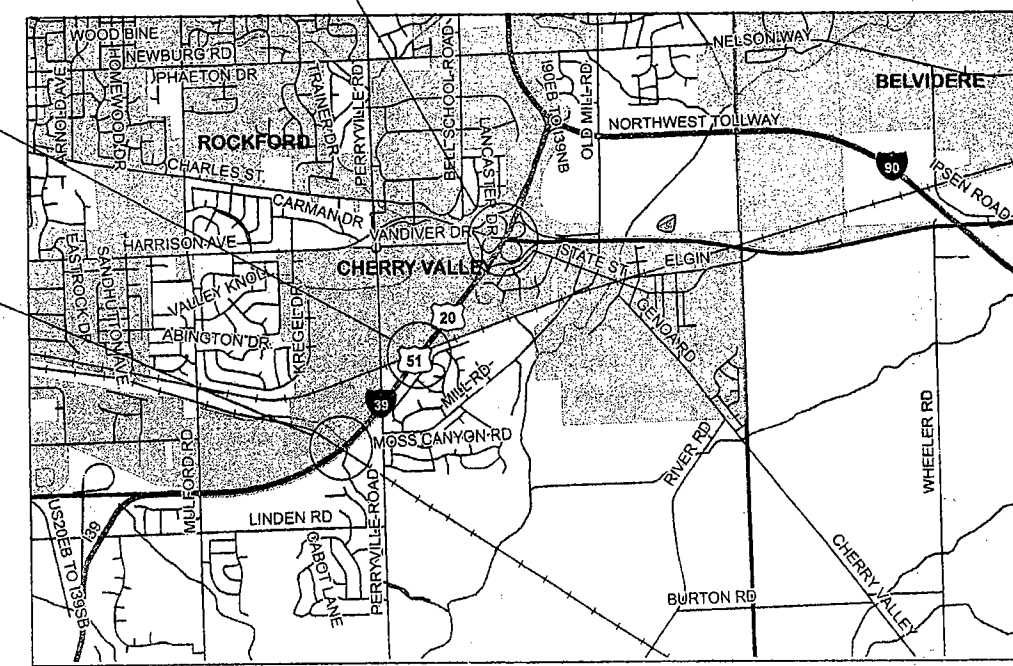 WOOD BINE
NEWBURG RD
PHAETON DR
HOMEWOOD DR
TRAINER DR
PERRYVILLE RD
BELL SCHOOL ROAD
LANCASTER DR
I90EB TO I39NB
OLD MILL RD
NELSON WAY
BELVIDERE
ROCKFORD
NORTHWEST TOLLWAY
90
IPSEN ROAD
CHARLES ST.
CARMAN DR
VANDIVER DR
HARRISON AVE
CHERRY VALLEY
STATE ST.
ELGIN
EASTROCK DR
SANDHUTTON AVE
VALLEY KNOLL
ABINGTON DR.
KREGEL DR
20
51
39
GENOA RD
MILL RD
MOSS CANYON RD
MULFORD RD
RIVER RD
WHEELER RD
US20EB TO I39SB
I39
LINDEN RD
CABOT LANE
PERRYVILLE ROAD
BURTON RD
CHERRY VALLEY